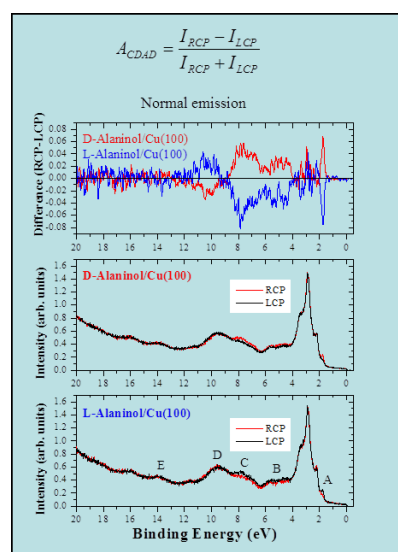 A_CDAD = (I_RCP − I_LCP) / (I_RCP + I_LCP)
Normal emission
D-Alaninol/Cu(100)
L-Alaninol/Cu(100)
Difference (RCP-LCP)
0.08
0.06
0.04
0.02
0.00
-0.02
-0.04
-0.06
-0.08
20 18 16 14 12 10 8 6 4 2 0
D-Alaninol/Cu(100)
RCP
LCP
Intensity (arb. units)
1.6
1.4
1.2
1.0
0.8
0.6
0.4
0.2
0.0
20 18 16 14 12 10 8 6 4 2 0
L-Alaninol/Cu(100)
RCP
LCP
E D C B A
Intensity (arb. units)
1.6
1.4
1.2
1.0
0.8
0.6
0.4
0.2
0.0
20 18 16 14 12 10 8 6 4 2 0
Binding Energy (eV)